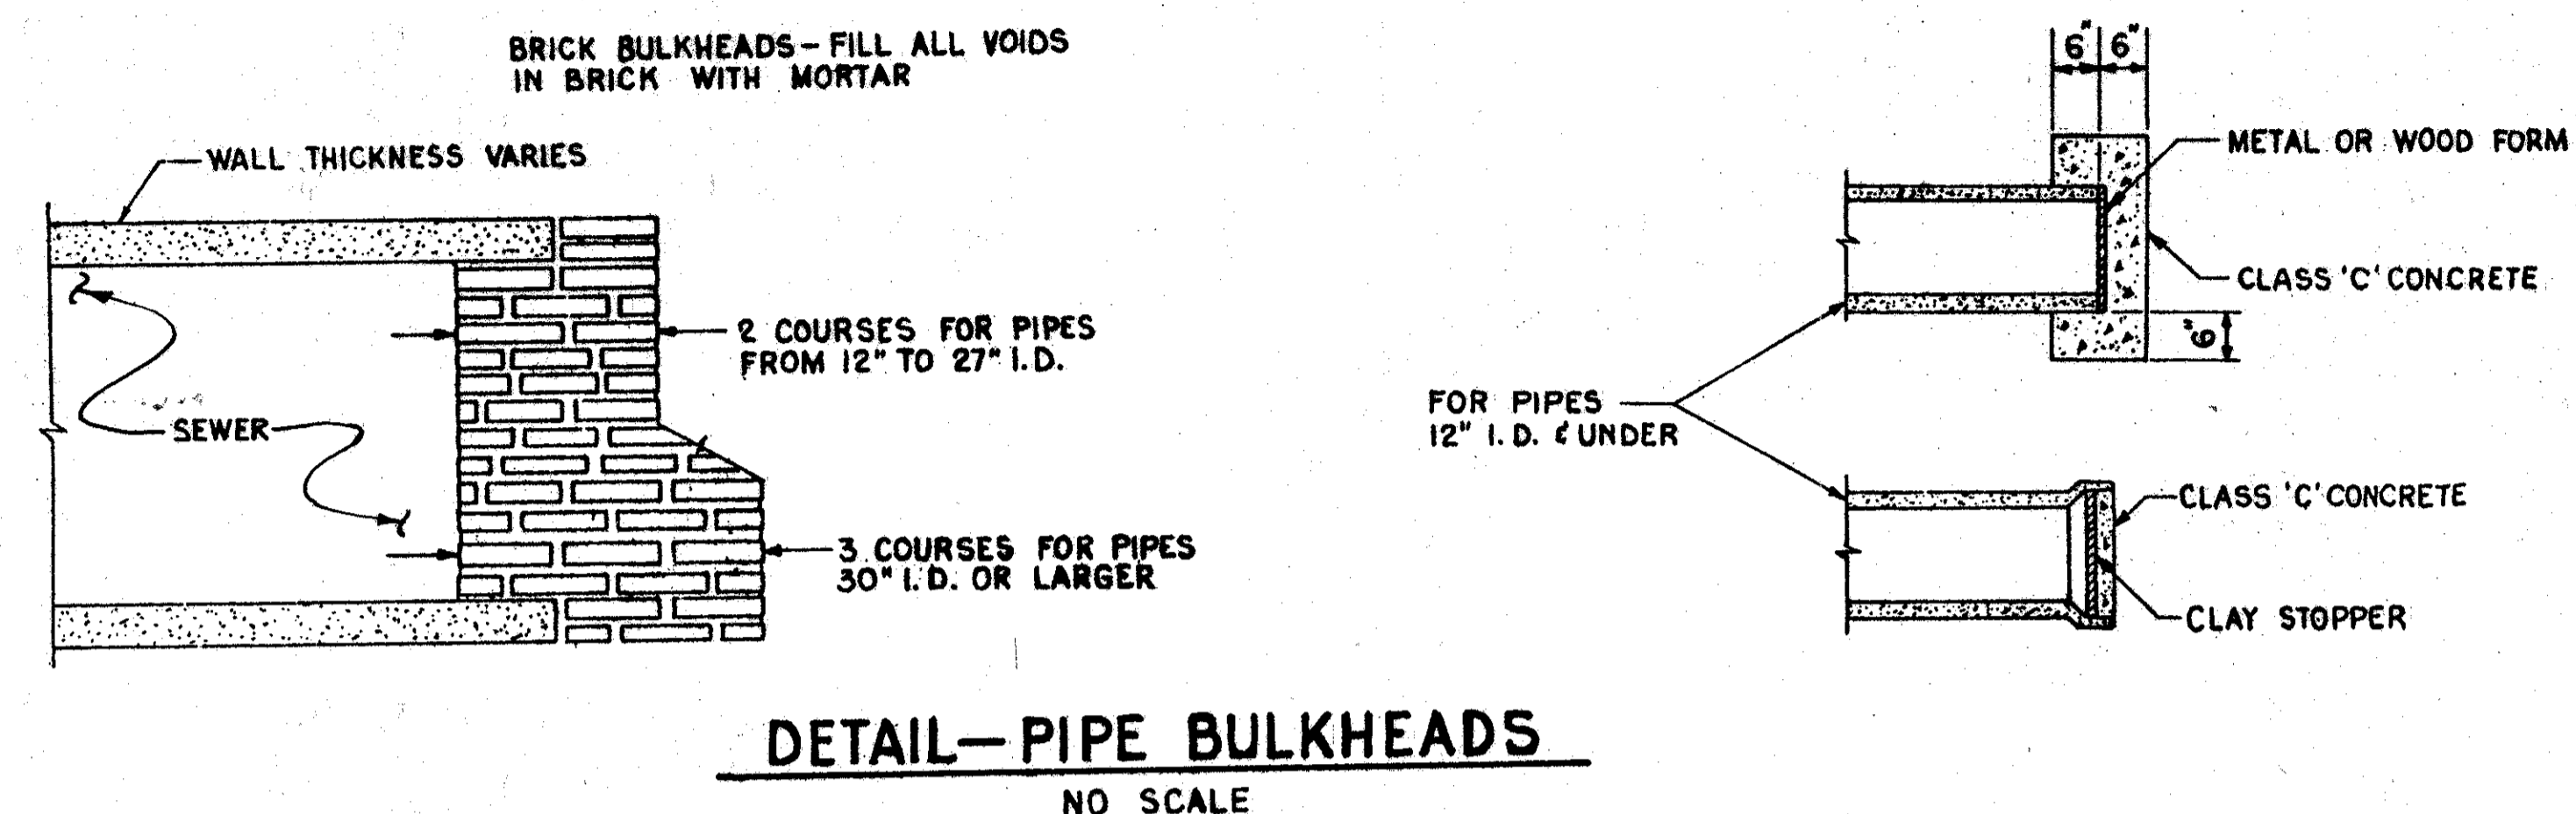 BRICK BULKHEADS - FILL ALL VOIDS
IN BRICK WITH MORTAR
WALL THICKNESS VARIES
SEWER
2 COURSES FOR PIPES
FROM 12" TO 27" I.D.
3 COURSES FOR PIPES
30" I.D. OR LARGER
6" 6"
METAL OR WOOD FORM
CLASS 'C' CONCRETE
6"
FOR PIPES
12" I.D. & UNDER
CLASS 'C' CONCRETE
CLAY STOPPER
DETAIL — PIPE BULKHEADS
NO SCALE